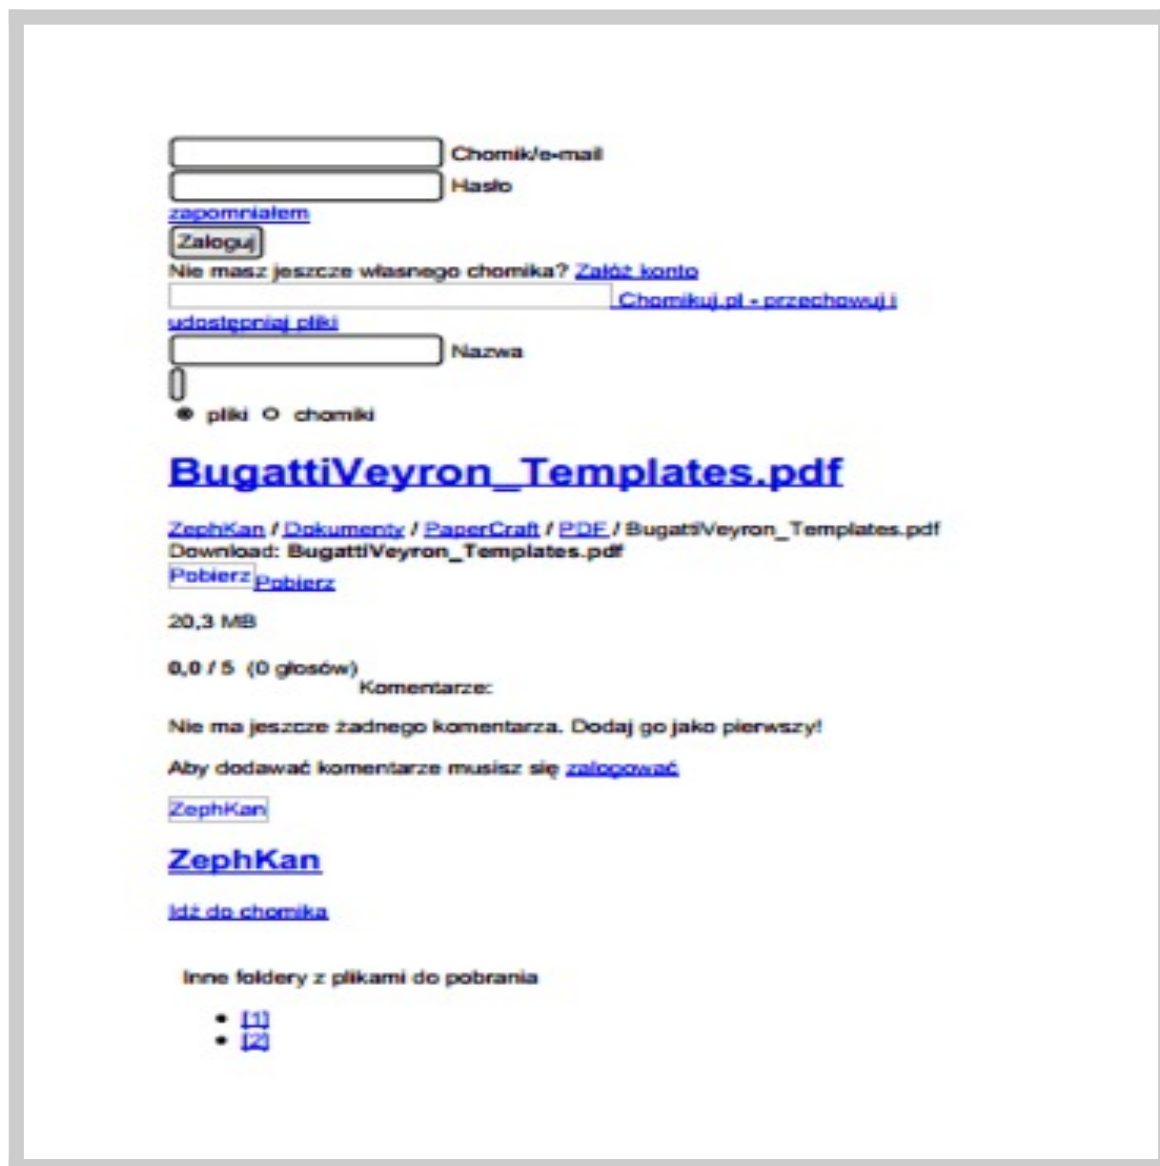 Chomik/e-mail
Hasło
zapomniałem
Zaloguj
Nie masz jeszcze własnego chomika? Załóż konto
Chomikuj.pl - przechowuj i
udostępniaj pliki
Nazwa
pliki chomiki
BugattiVeyron_Templates.pdf
ZephKan / Dokumenty / PaperCraft / PDF / BugattiVeyron_Templates.pdf
Download: BugattiVeyron_Templates.pdf
Pobierz Pobierz
20,3 MB
0,0 / 5 (0 głosów)
Komentarze:
Nie ma jeszcze żadnego komentarza. Dodaj go jako pierwszy!
Aby dodawać komentarze musisz się zalogować
ZephKan
ZephKan
Idź do chomika
Inne foldery z plikami do pobrania
[1]
[2]